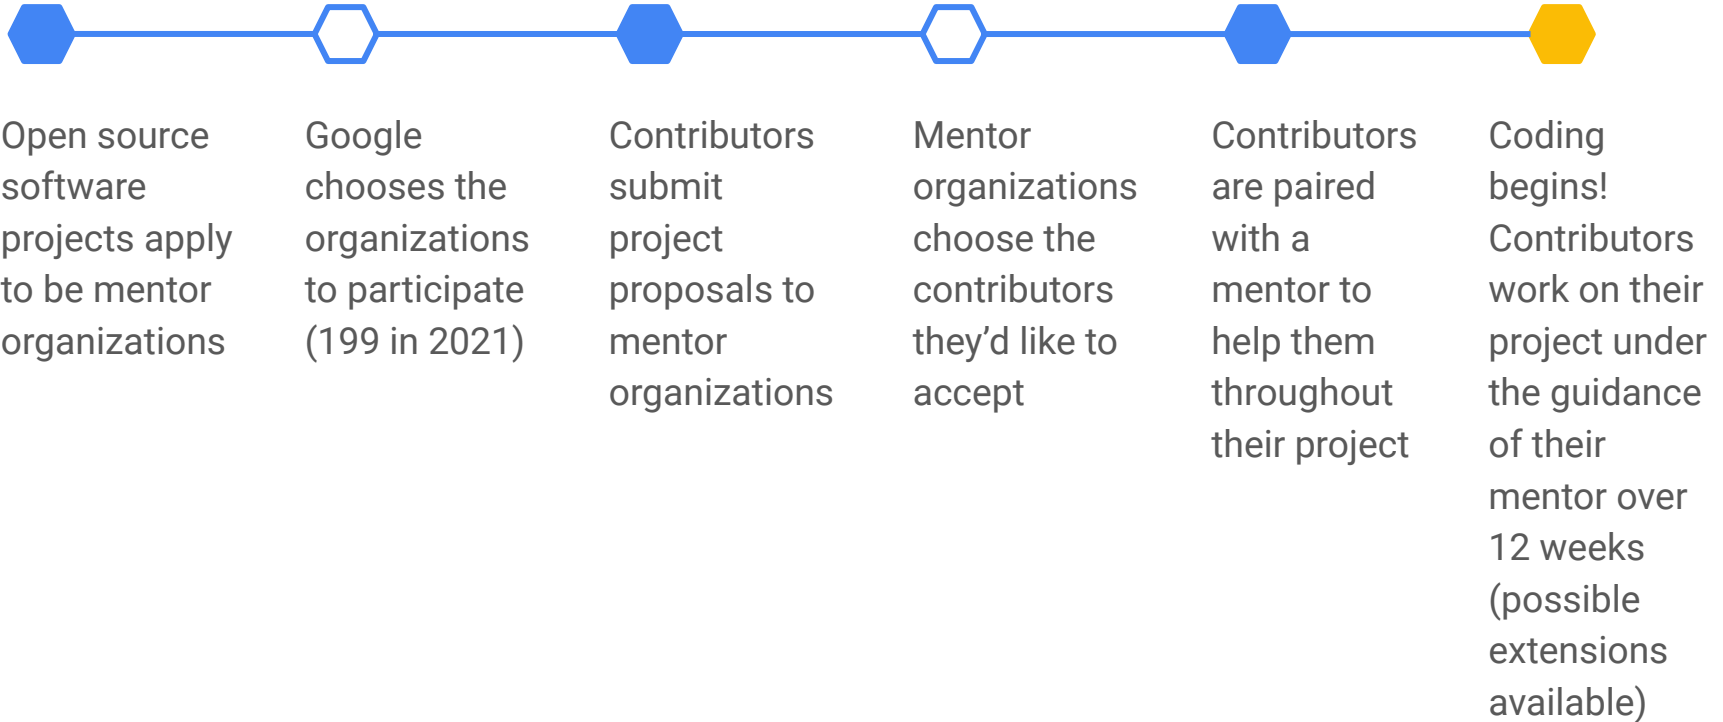 Open source
software
projects apply
to be mentor
organizations
Google
chooses the
organizations
to participate
(199 in 2021)
Contributors
submit
project
proposals to
mentor
organizations
Mentor
organizations
choose the
contributors
they’d like to
accept
Contributors
are paired
with a
mentor to
help them
throughout
their project
Coding
begins!
Contributors
work on their
project under
the guidance
of their
mentor over
12 weeks
(possible
extensions
available)